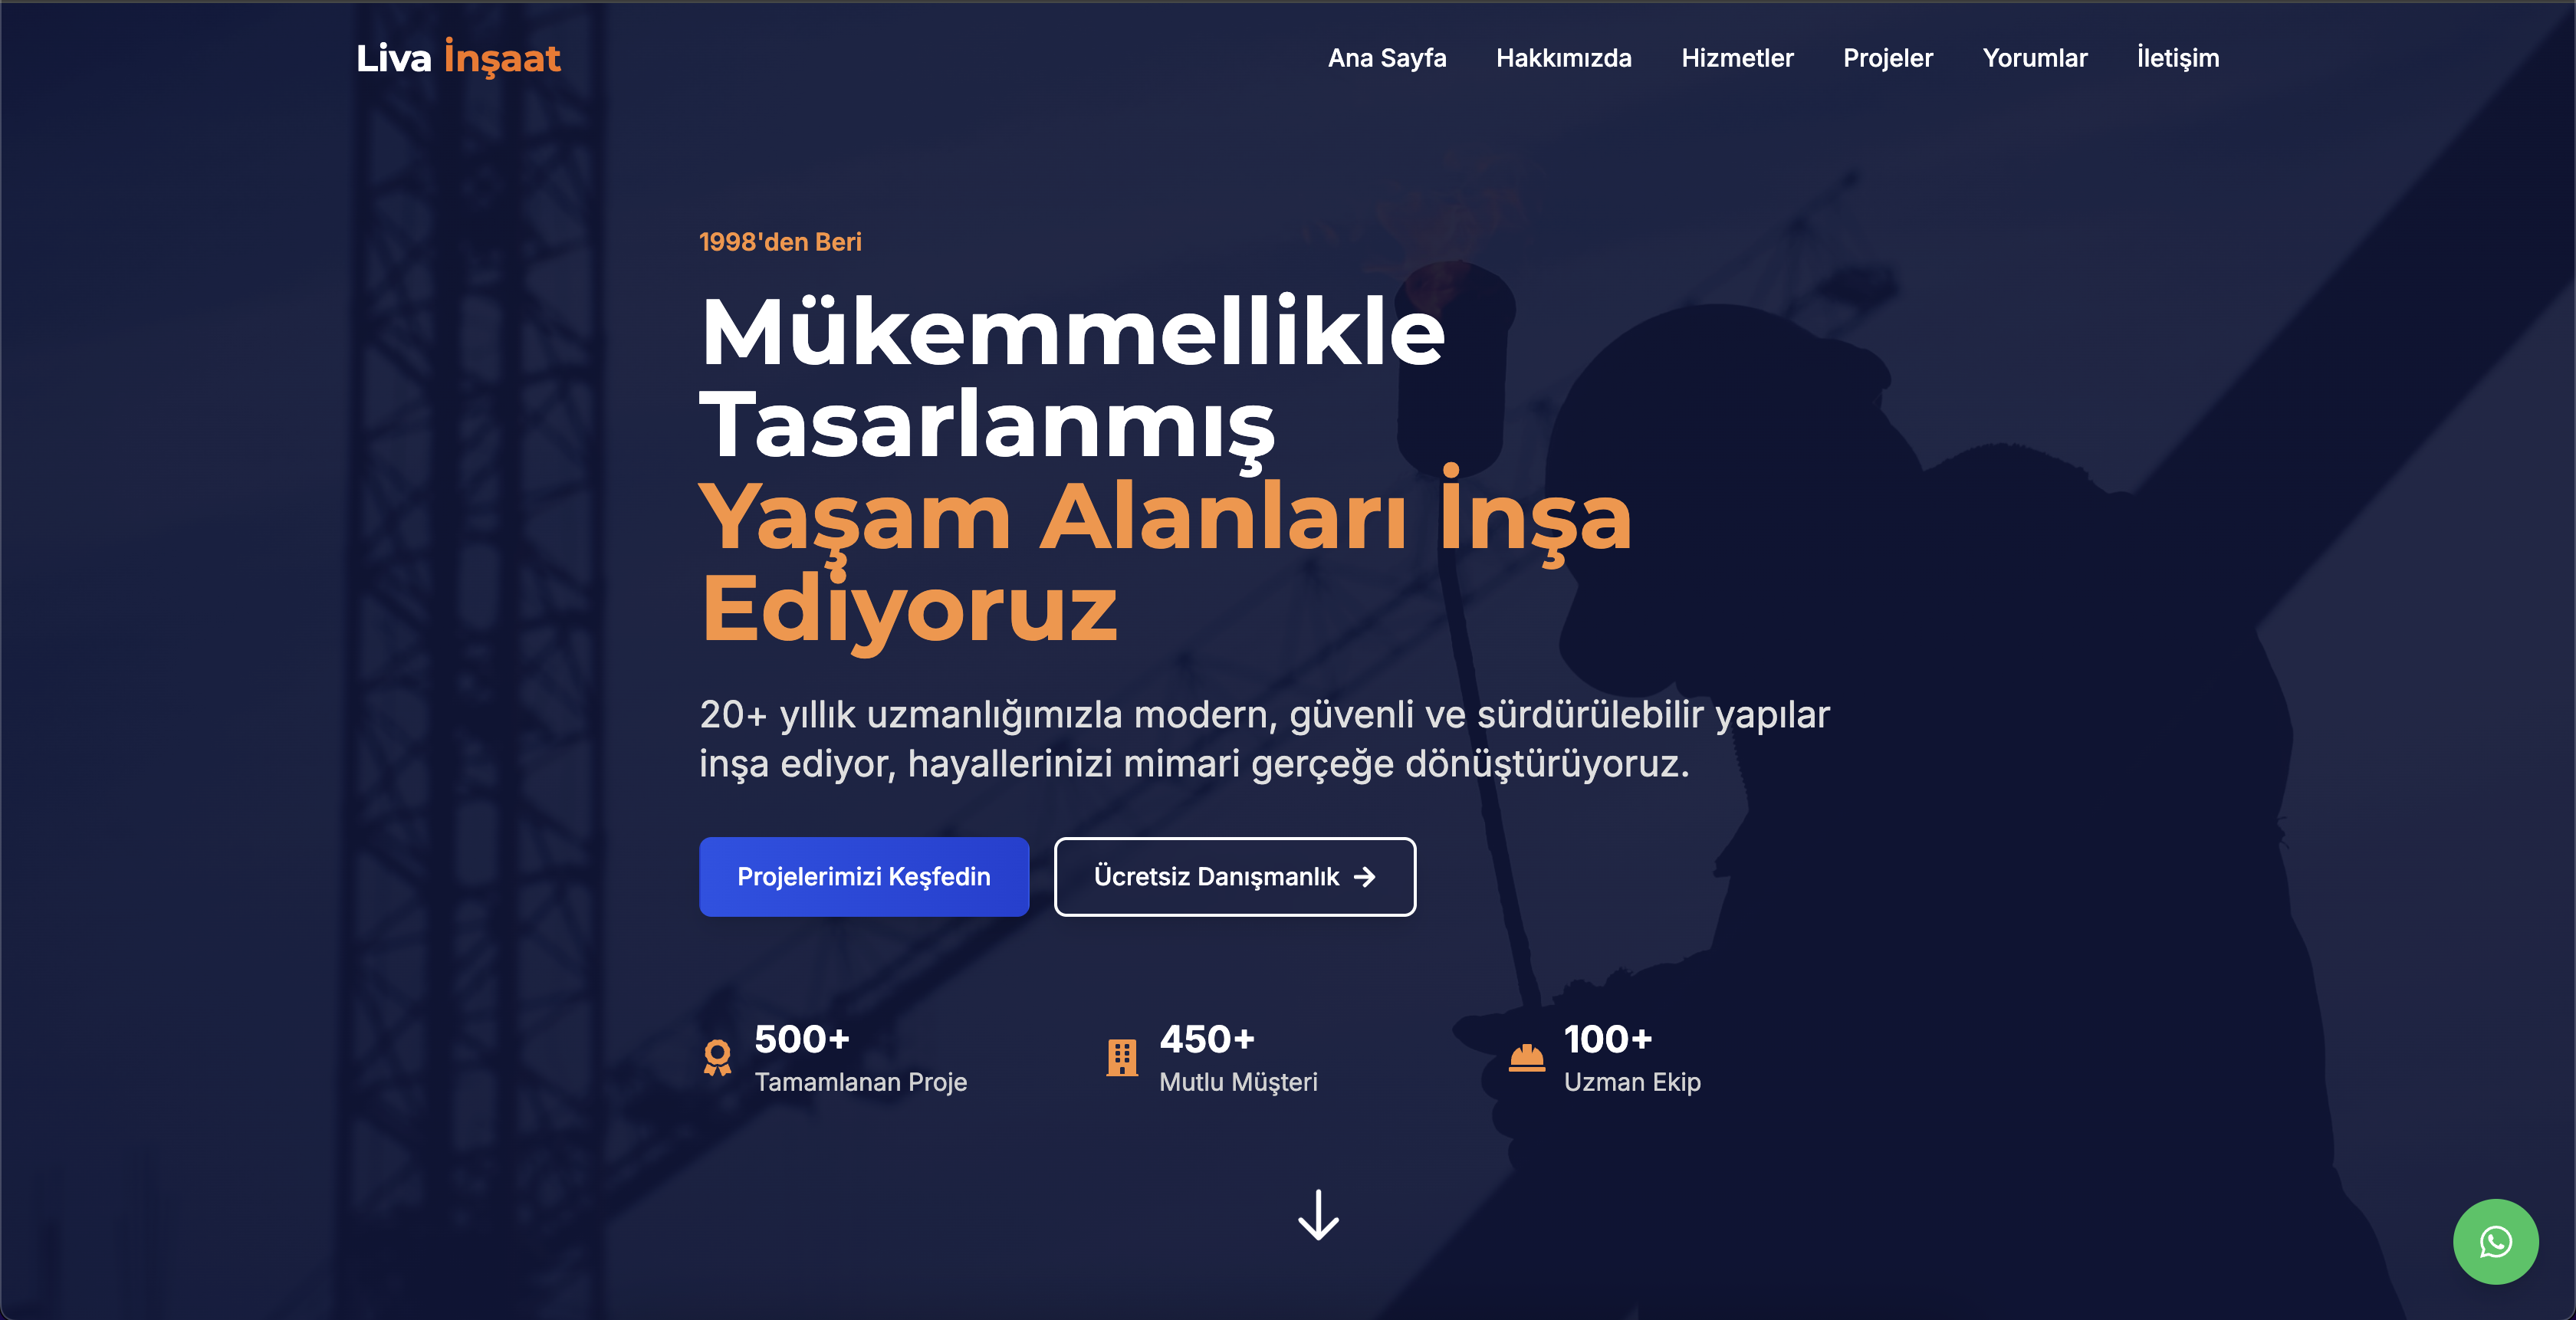 Liva İnşaat
Ana Sayfa Hakkımızda Hizmetler Projeler Yorumlar İletişim
1998'den Beri
Mükemmellikle
Tasarlanmış
Yaşam Alanları İnşa
Ediyoruz
20+ yıllık uzmanlığımızla modern, güvenli ve sürdürülebilir yapılar
inşa ediyor, hayallerinizi mimari gerçeğe dönüştürüyoruz.
Projelerimizi Keşfedin
Ücretsiz Danışmanlık →
500+
Tamamlanan Proje
450+
Mutlu Müşteri
100+
Uzman Ekip